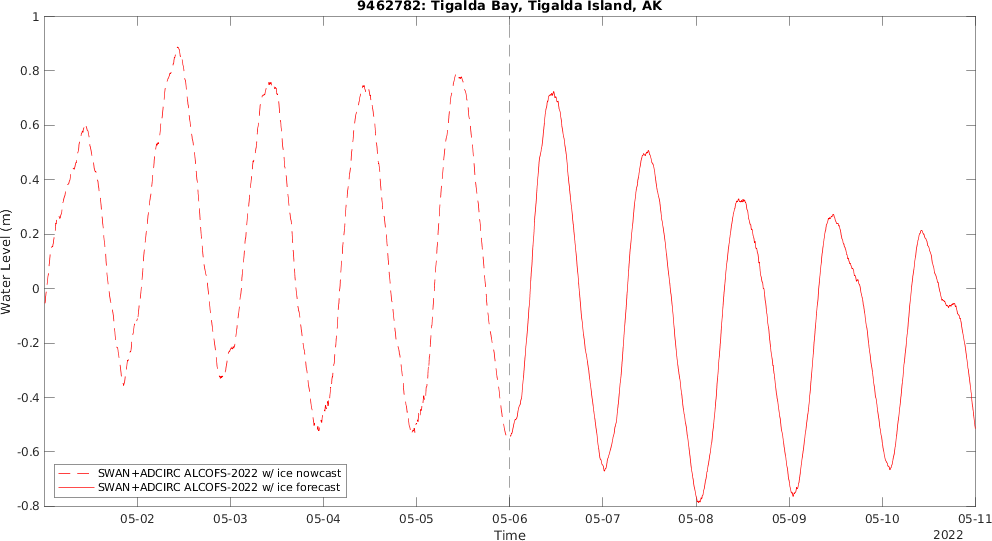 9462782: Tigalda Bay, Tigalda Island, AK
1
0.8
0.6
0.4
0.2
0
-0.2
-0.4
-0.6
-0.8
Water Level (m)
SWAN+ADCIRC ALCOFS-2022 w/ ice nowcast
SWAN+ADCIRC ALCOFS-2022 w/ ice forecast
05-02 05-03 05-04 05-05 05-06 05-07 05-08 05-09 05-10 05-11
Time
2022